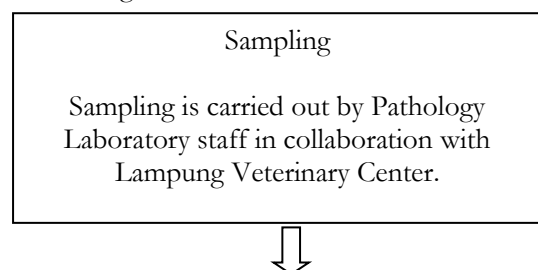 Sampling
Sampling is carried out by Pathology
Laboratory staff in collaboration with
Lampung Veterinary Center.